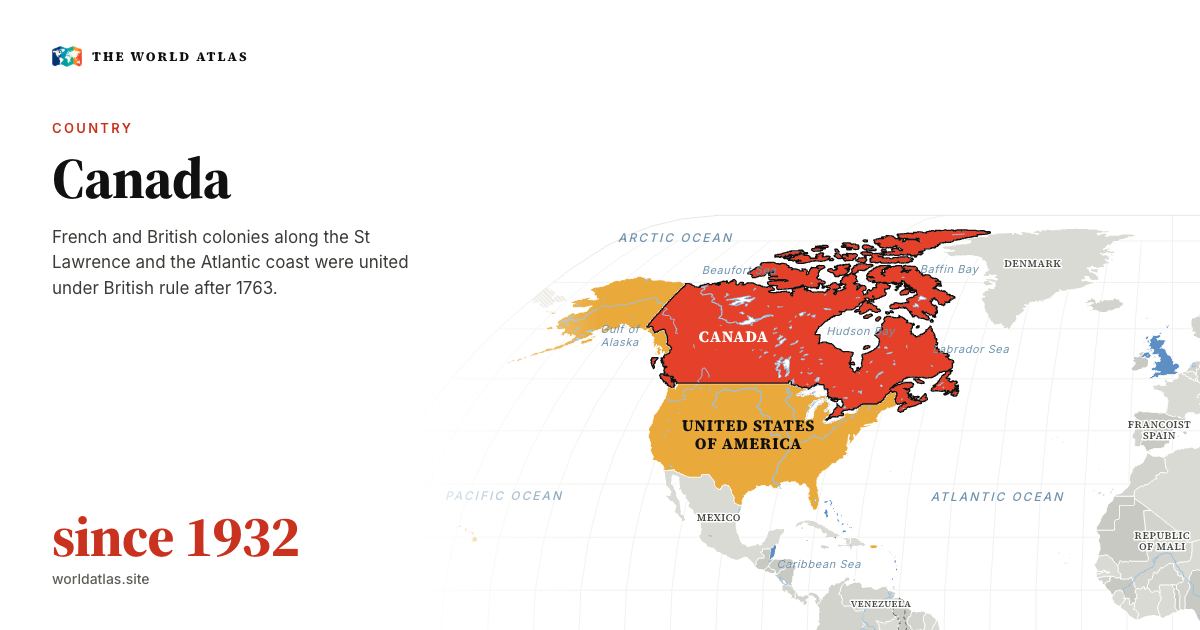 THE WORLD ATLAS
COUNTRY
Canada
French and British colonies along the St
Lawrence and the Atlantic coast were united
under British rule after 1763.
since 1932
worldatlas.site
ARCTIC OCEAN
Beaufort
Baffin Bay
DENMARK
Gulf of
Alaska
CANADA
Hudson Bay
Labrador Sea
UNITED STATES
OF AMERICA
FRANCOIST
SPAIN
PACIFIC OCEAN
ATLANTIC OCEAN
MEXICO
REPUBLIC
OF MALI
Caribbean Sea
VENEZUELA